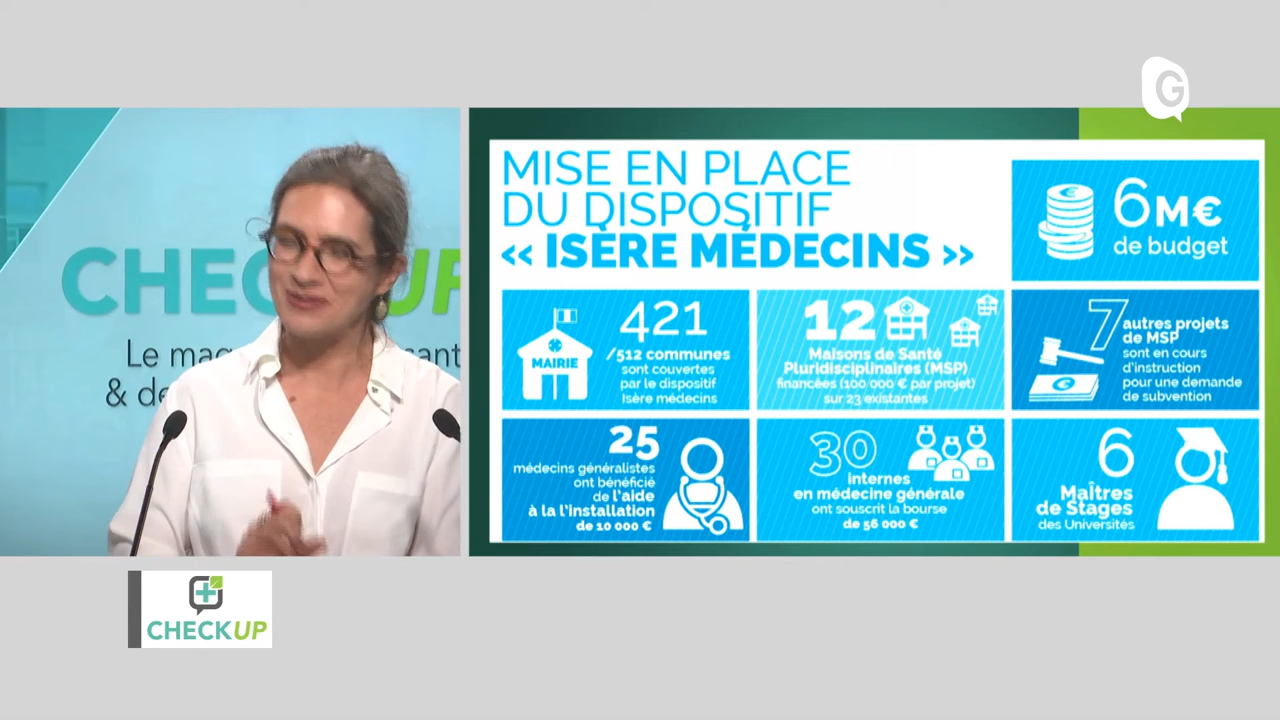 G
CHEC UP
Le mag sant
& de
MISE EN PLACE
DU DISPOSITIF
« ISÈRE MÉDECINS »
6M€
de budget
MAIRIE
421
/512 communes
sont couvertes
par le dispositif
Isère médecins
12
Maisons de Santé
Pluridisciplinaires (MSP)
financées (100 000 € par projet)
sur 23 existantes
7 autres projets
de MSP
sont en cours
d'instruction
pour une demande
de subvention
€
25
médecins généralistes
ont bénéficié
de l'aide
à la l'installation
de 10 000 €
30
internes
en médecine générale
ont souscrit la bourse
de 56 000 €
6
Maîtres
de Stages
des Universités
CHECKUP